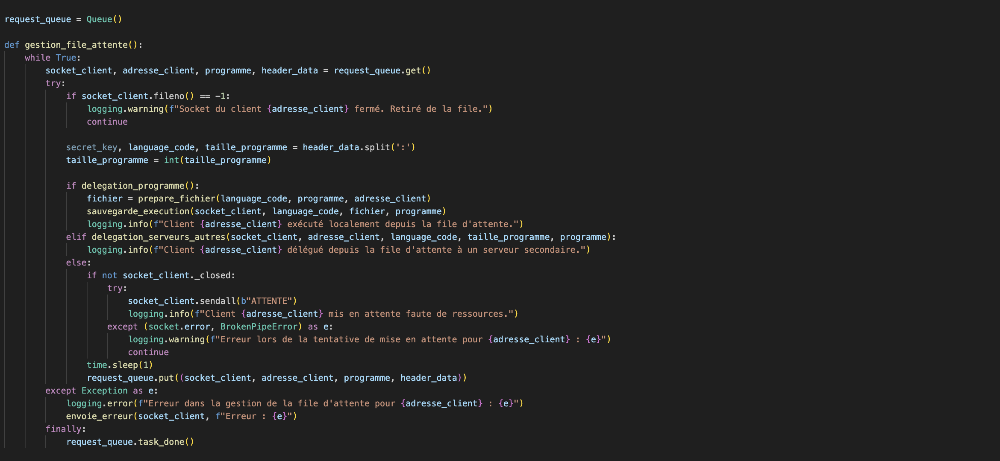 request_queue = Queue()
def gestion_file_attente():
    while True:
        socket_client, adresse_client, programme, header_data = request_queue.get()
        try:
            if socket_client.fileno() == -1:
                logging.warning(f"Socket du client {adresse_client} fermé. Retiré de la file.")
                continue
            secret_key, language_code, taille_programme = header_data.split(':')
            taille_programme = int(taille_programme)
            if delegation_programme():
                fichier = prepare_fichier(language_code, programme, adresse_client)
                sauvegarde_execution(socket_client, language_code, fichier, programme)
                logging.info(f"Client {adresse_client} exécuté localement depuis la file d'attente.")
            elif delegation_serveurs_autres(socket_client, adresse_client, language_code, taille_programme, programme):
                logging.info(f"Client {adresse_client} délégué depuis la file d'attente à un serveur secondaire.")
            else:
                if not socket_client._closed:
                    try:
                        socket_client.sendall(b"ATTENTE")
                        logging.info(f"Client {adresse_client} mis en attente faute de ressources.")
                    except (socket.error, BrokenPipeError) as e:
                        logging.warning(f"Erreur lors de la tentative de mise en attente pour {adresse_client} : {e}")
                        continue
                time.sleep(1)
                request_queue.put((socket_client, adresse_client, programme, header_data))
        except Exception as e:
            logging.error(f"Erreur dans la gestion de la file d'attente pour {adresse_client} : {e}")
            envoie_erreur(socket_client, f"Erreur : {e}")
        finally:
            request_queue.task_done()